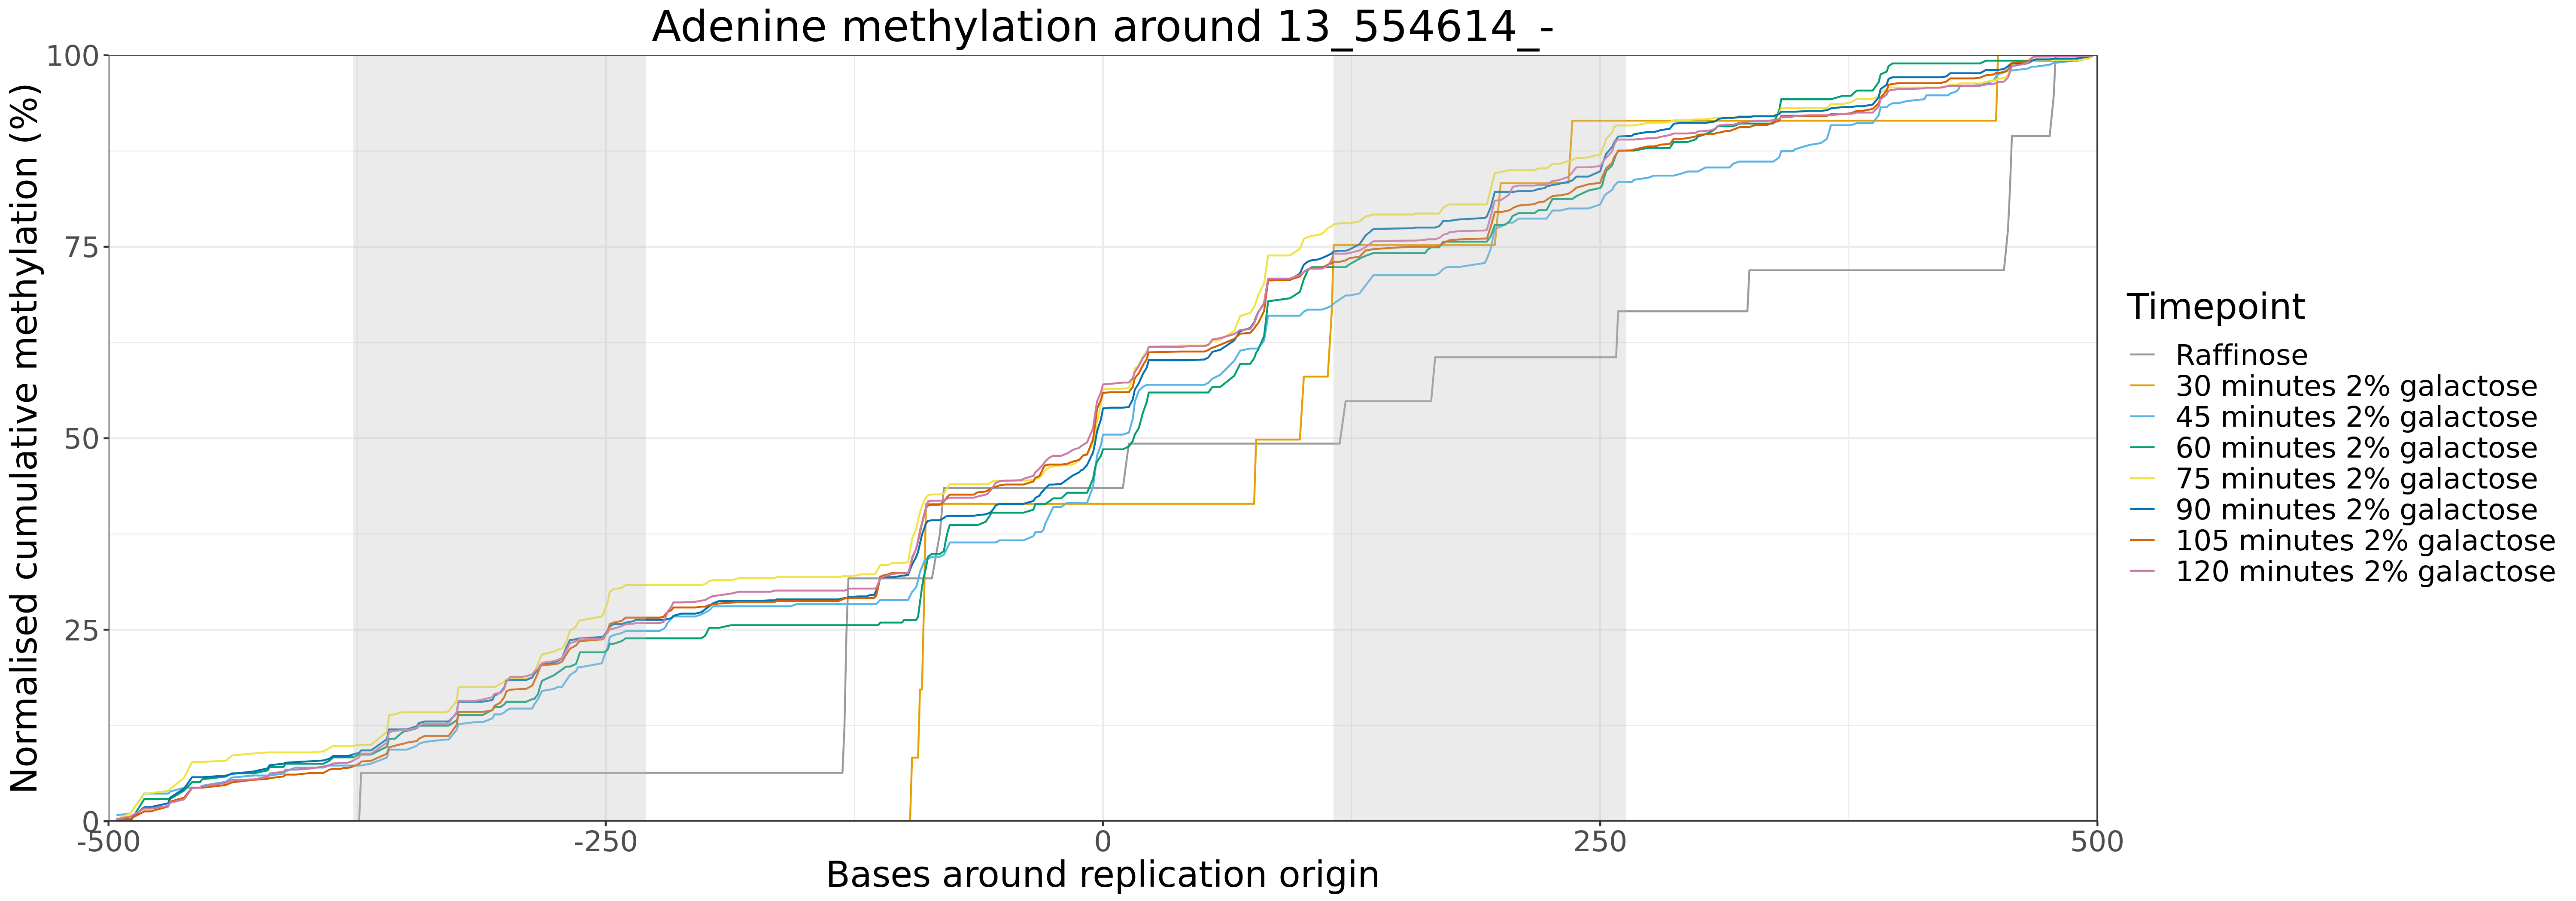 Adenine methylation around 13_554614_-
Normalised cumulative methylation (%)
100
75
50
25
0
-500
-250
0
250
500
Bases around replication origin
Timepoint
Raffinose
30 minutes 2% galactose
45 minutes 2% galactose
60 minutes 2% galactose
75 minutes 2% galactose
90 minutes 2% galactose
105 minutes 2% galactose
120 minutes 2% galactose